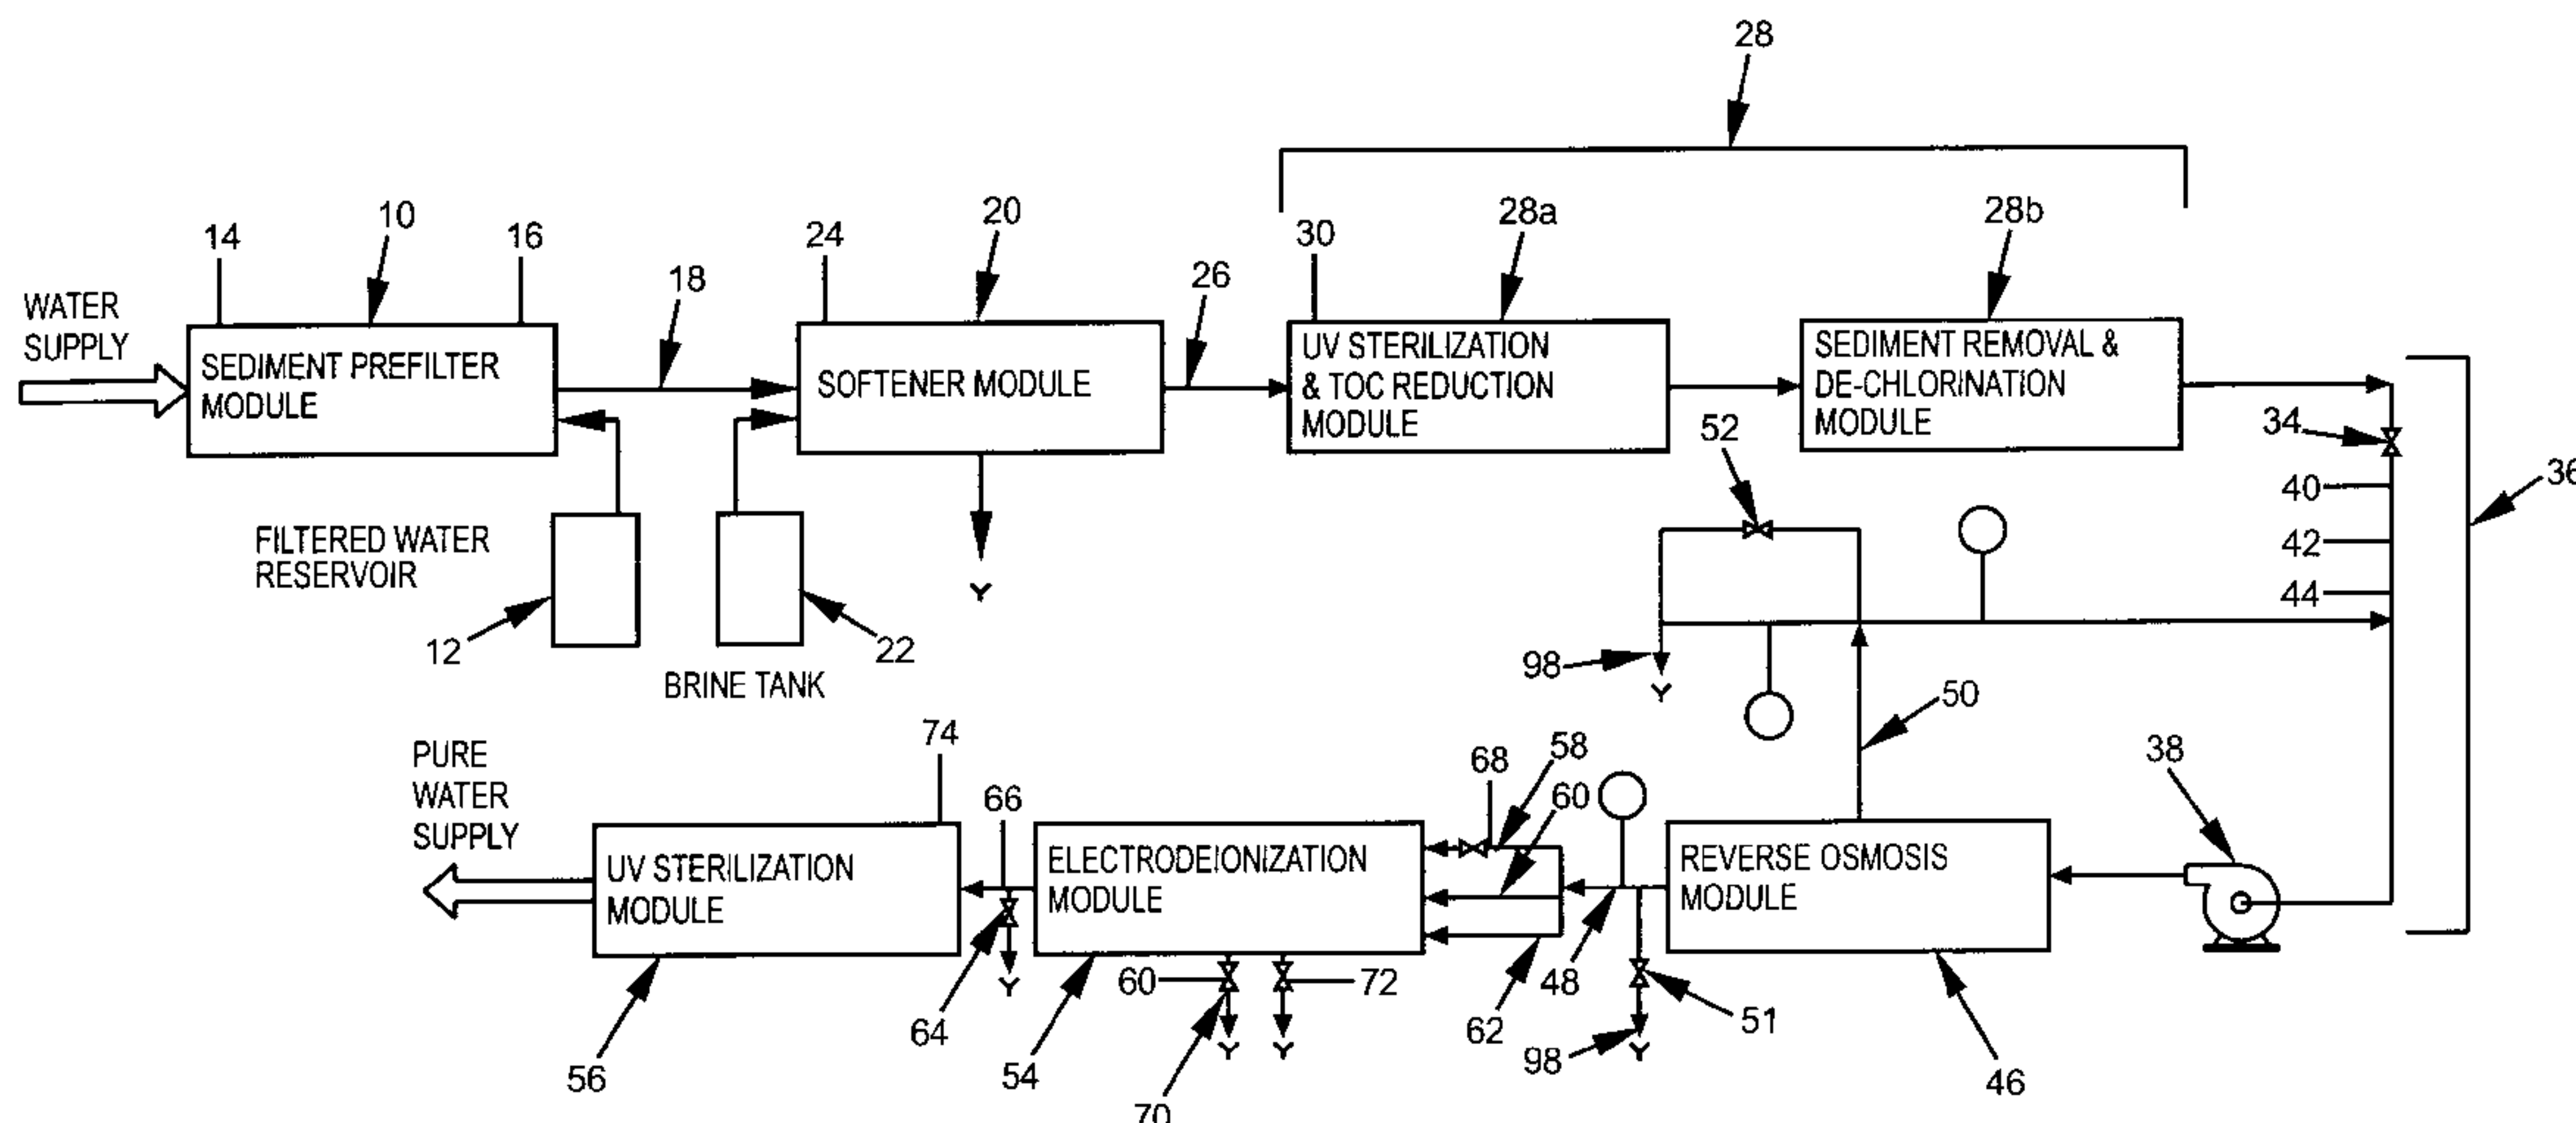 28
10
20
28a
28b
14
16
24
30
18
26
WATER
SUPPLY
SEDIMENT PREFILTER
MODULE
SOFTENER MODULE
UV STERILIZATION
& TOC REDUCTION
MODULE
SEDIMENT REMOVAL &
DE-CHLORINATION
MODULE
34
36
40
42
44
52
FILTERED WATER
RESERVOIR
12
22
BRINE TANK
Y
98
Y
50
PURE
WATER
SUPPLY
74
66
68
58
60
38
UV STERILIZATION
MODULE
ELECTRODEIONIZATION
MODULE
REVERSE OSMOSIS
MODULE
60
72
48
62
51
64
Y
Y
Y
98
Y
56
54
70
46